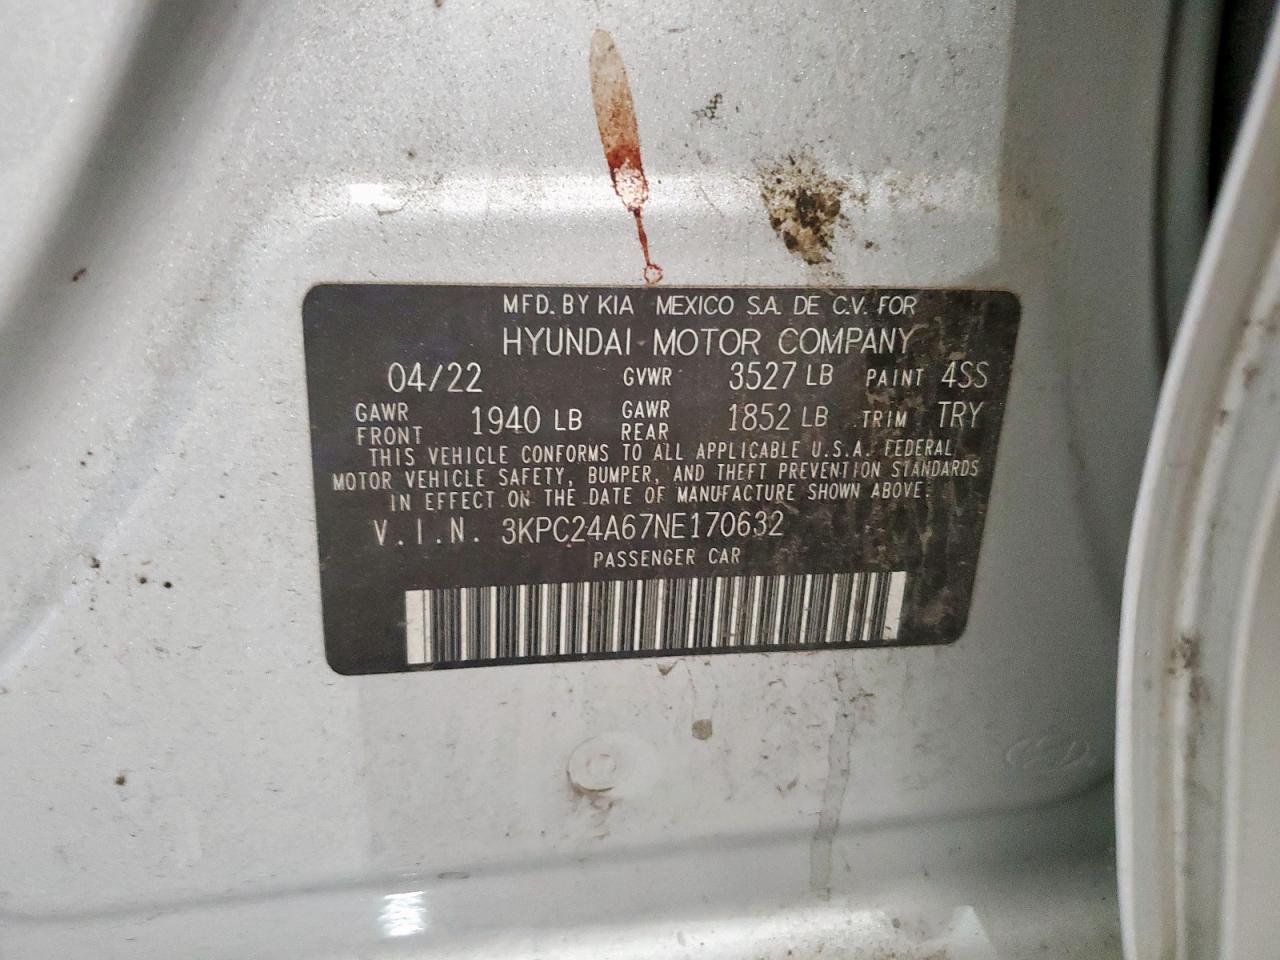 MFD. BY KIA MEXICO S.A. DE C.V. FOR
HYUNDAI MOTOR COMPANY
04/22 GVWR 3527 LB PAINT 4SS
GAWR FRONT 1940 LB GAWR REAR 1852 LB TRIM TRY
THIS VEHICLE CONFORMS TO ALL APPLICABLE U.S.A. FEDERAL
MOTOR VEHICLE SAFETY, BUMPER, AND THEFT PREVENTION STANDARDS
IN EFFECT ON THE DATE OF MANUFACTURE SHOWN ABOVE.
V.I.N. 3KPC24A67NE170632
PASSENGER CAR